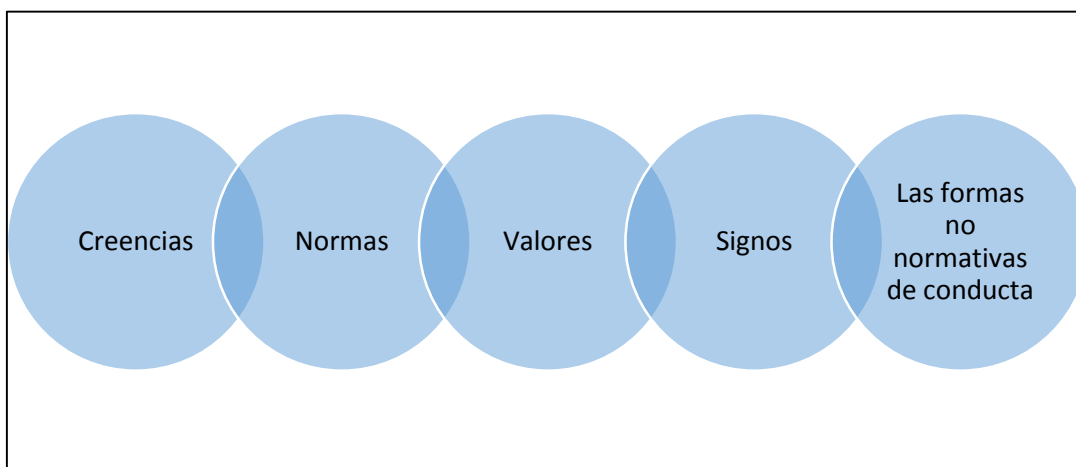 Creencias
Normas
Valores
Signos
Las formas
no
normativas
de conducta